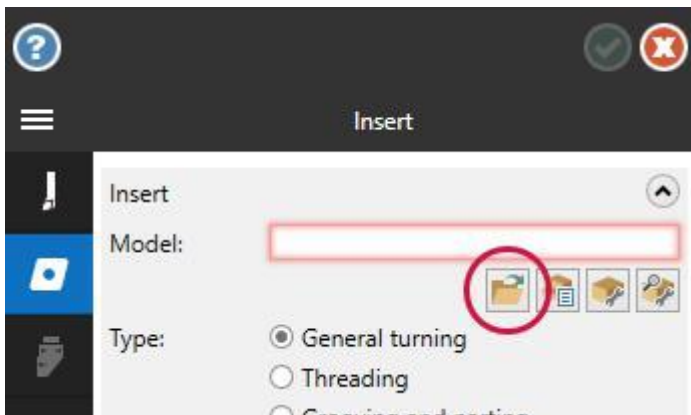 ?
Insert
Insert
Model:
Type:
General turning
Threading